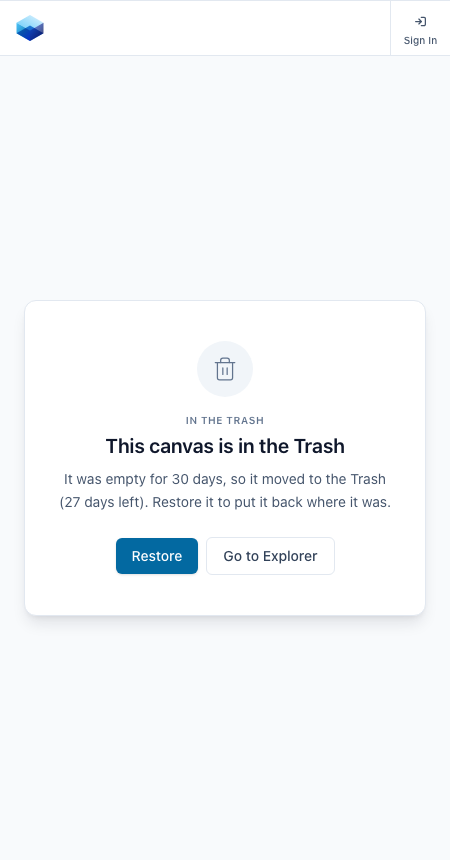 Sign In
IN THE TRASH
This canvas is in the Trash
It was empty for 30 days, so it moved to the Trash
(27 days left). Restore it to put it back where it was.
Restore
Go to Explorer